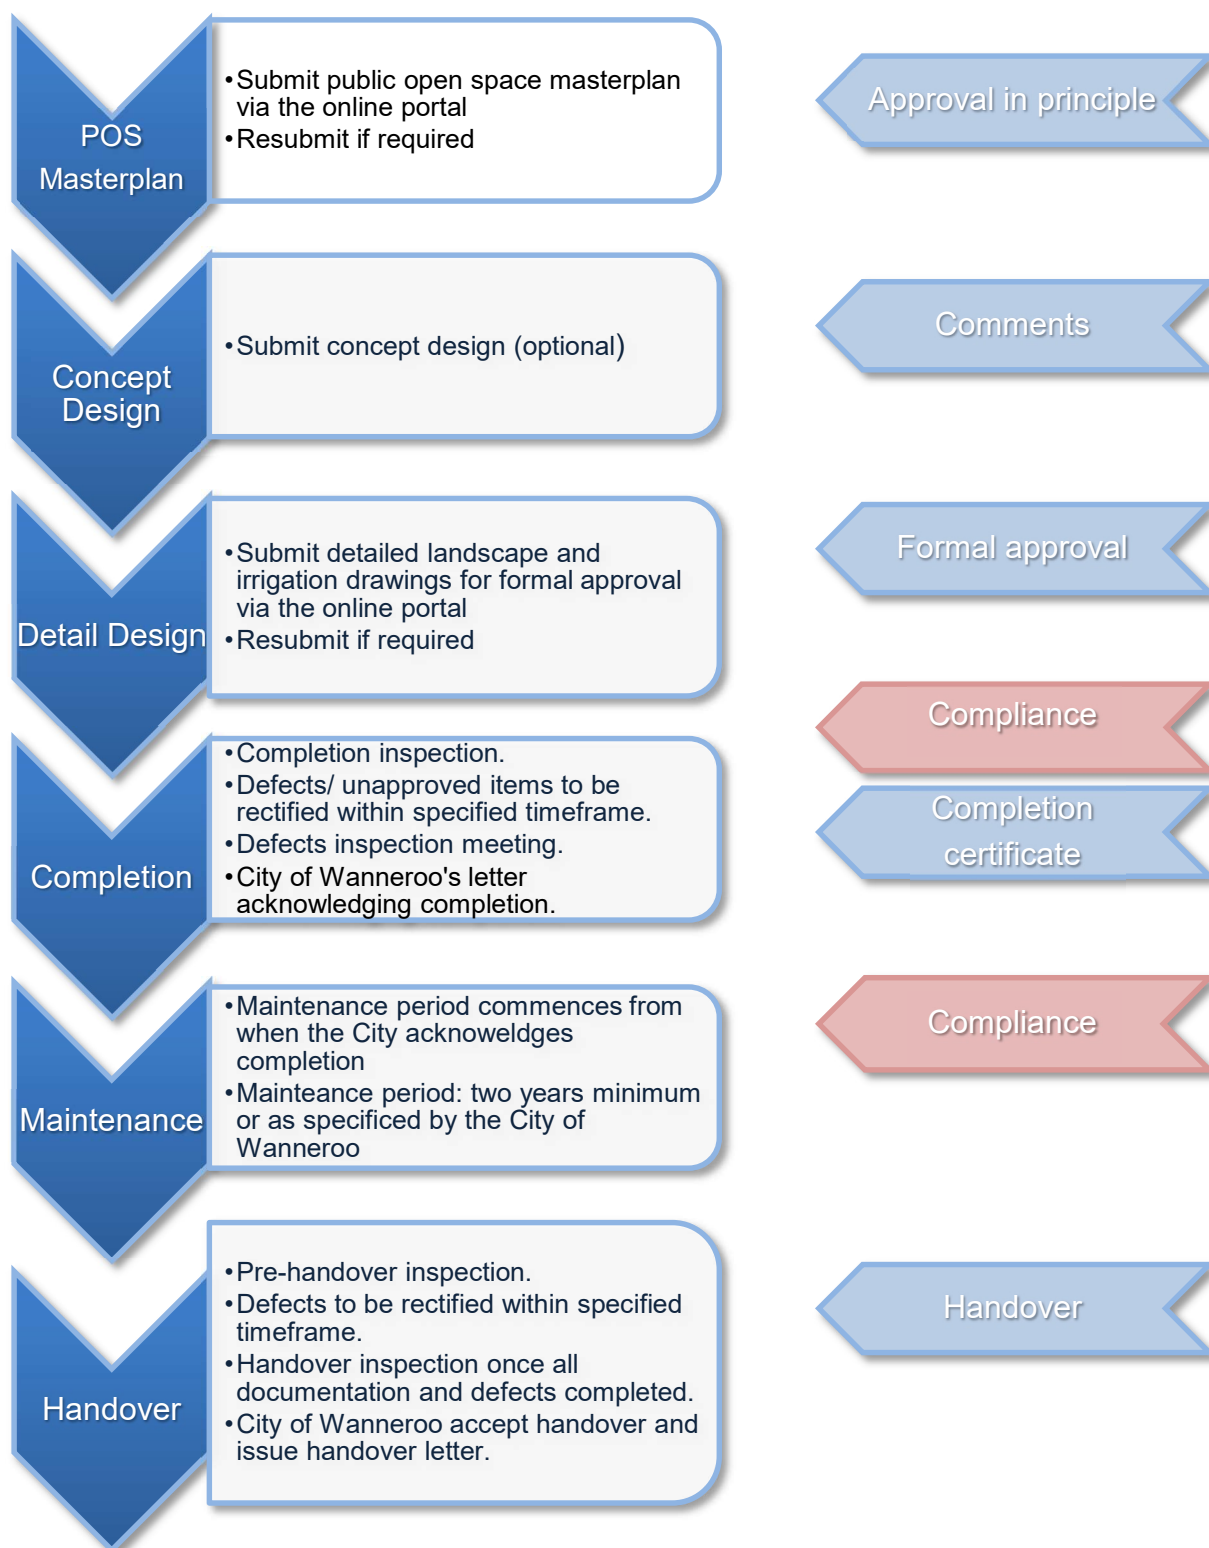 POS
Masterplan
•Submit public open space masterplan
via the online portal
•Resubmit if required
Approval in principle
Concept
Design
•Submit concept design (optional)
Comments
Detail Design
•Submit detailed landscape and
irrigation drawings for formal approval
via the online portal
•Resubmit if required
Formal approval
Compliance
Completion
•Completion inspection.
•Defects/ unapproved items to be
rectified within specified timeframe.
•Defects inspection meeting.
•City of Wanneroo's letter
acknowledging completion.
Completion
certificate
Maintenance
•Maintenance period commences from
when the City acknoweldges
completion
•Mainteance period: two years minimum
or as specificed by the City of
Wanneroo
Compliance
Handover
•Pre-handover inspection.
•Defects to be rectified within specified
timeframe.
•Handover inspection once all
documentation and defects completed.
•City of Wanneroo accept handover and
issue handover letter.
Handover